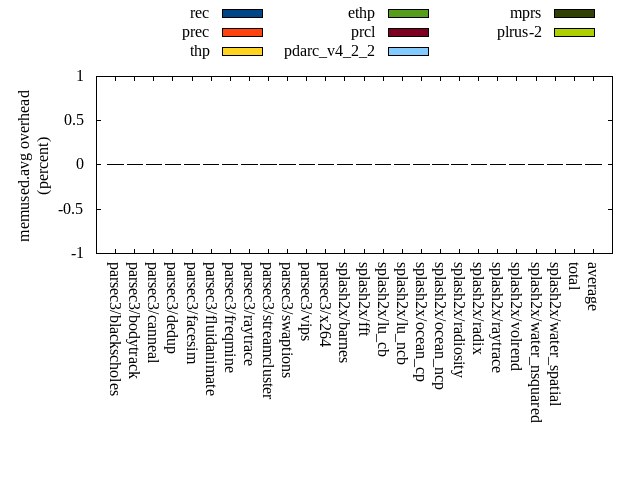 rec
prec
thp
ethp
prcl
pdarc_v4_2_2
mprs
plrus-2
memused.avg overhead
(percent)
1
0.5
0
-0.5
-1
parsec3/blackscholes
parsec3/bodytrack
parsec3/canneal
parsec3/dedup
parsec3/facesim
parsec3/fluidanimate
parsec3/freqmine
parsec3/raytrace
parsec3/streamcluster
parsec3/swaptions
parsec3/vips
parsec3/x264
splash2x/barnes
splash2x/fft
splash2x/lu_cb
splash2x/lu_ncb
splash2x/ocean_cp
splash2x/ocean_ncp
splash2x/radiosity
splash2x/radix
splash2x/raytrace
splash2x/volrend
splash2x/water_nsquared
splash2x/water_spatial
total
average